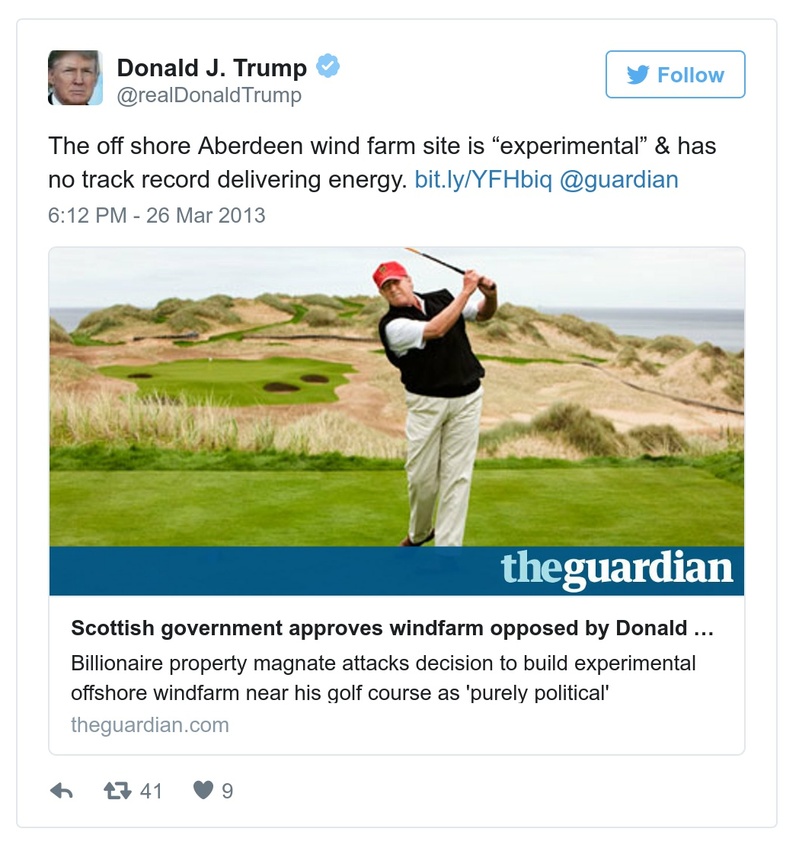 Donald J. Trump
@realDonaldTrump
Follow
The off shore Aberdeen wind farm site is “experimental” & has
no track record delivering energy. bit.ly/YFHbiq @guardian
6:12 PM - 26 Mar 2013
theguardian
Scottish government approves windfarm opposed by Donald ...
Billionaire property magnate attacks decision to build experimental
offshore windfarm near his golf course as 'purely political'
theguardian.com
41 9